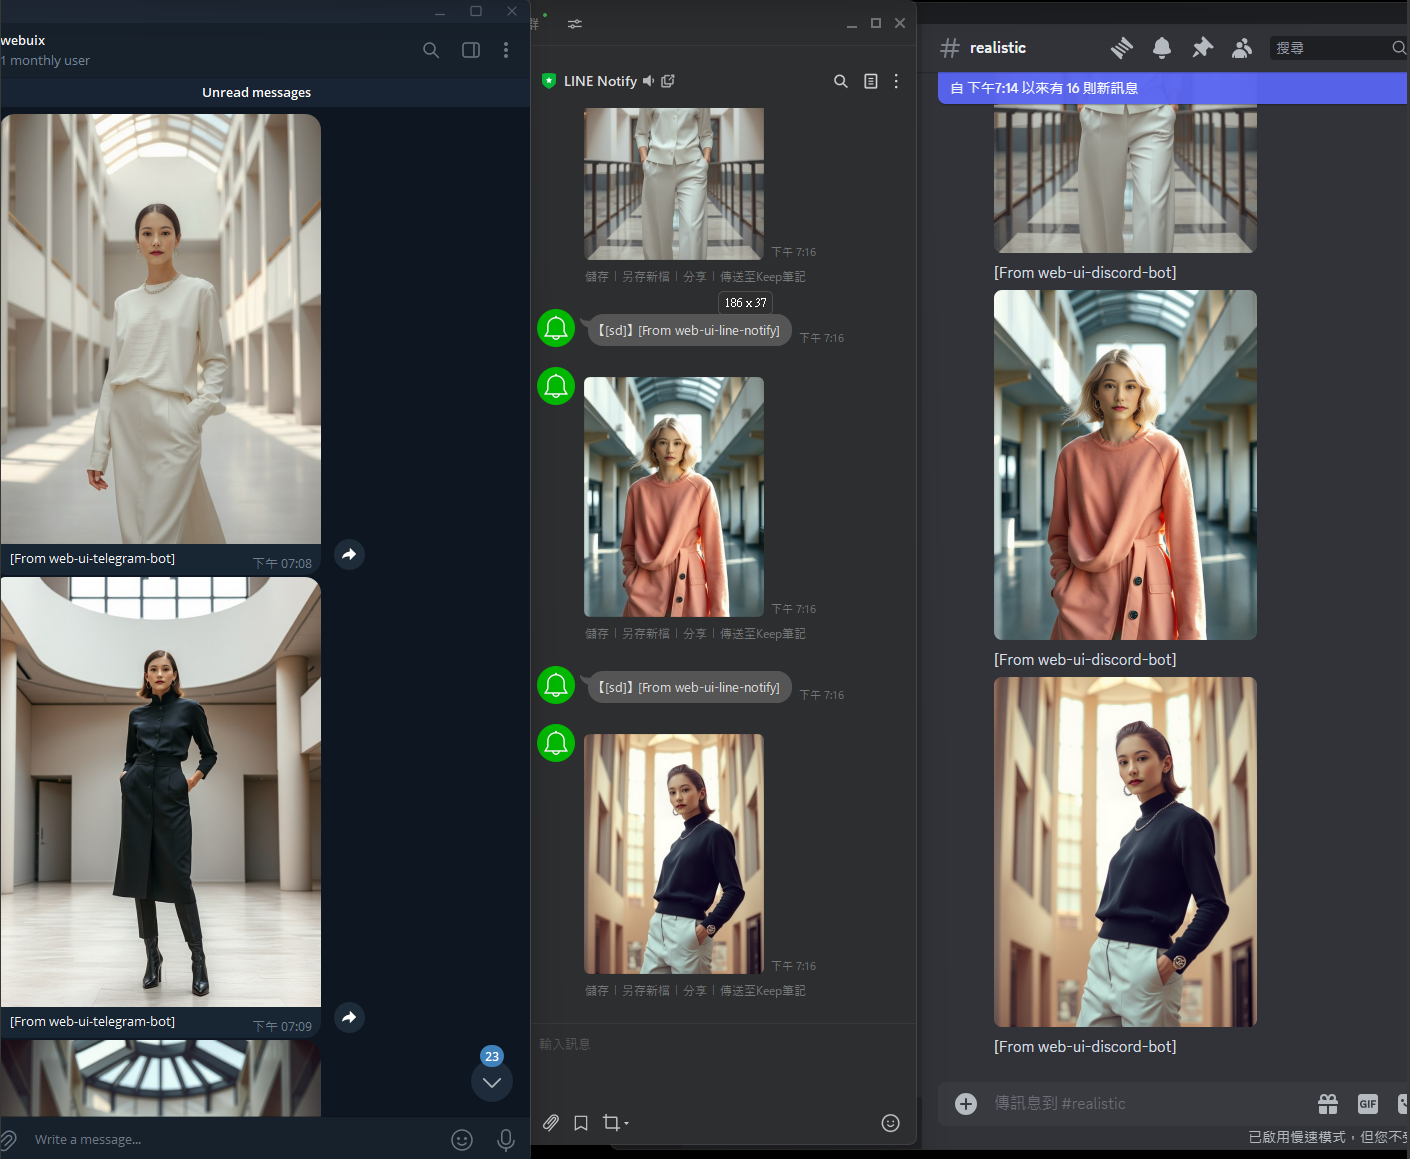 webuix
1 monthly user
Unread messages
[From web-ui-telegram-bot]
下午 07:08
[From web-ui-telegram-bot]
下午 07:09
23
Write a message...
群
LINE Notify
下午 7:16
儲存 | 另存新檔 | 分享 | 傳送至Keep筆記
186 x 37
【[sd]】[From web-ui-line-notify]
下午 7:16
下午 7:16
儲存 | 另存新檔 | 分享 | 傳送至Keep筆記
【[sd]】[From web-ui-line-notify]
下午 7:16
下午 7:16
儲存 | 另存新檔 | 分享 | 傳送至Keep筆記
輸入訊息
# realistic
搜尋
自 下午7:14 以來有 16 則新訊息
[From web-ui-discord-bot]
[From web-ui-discord-bot]
[From web-ui-discord-bot]
傳訊息到 #realistic
GIF
已啟用慢速模式，但您不